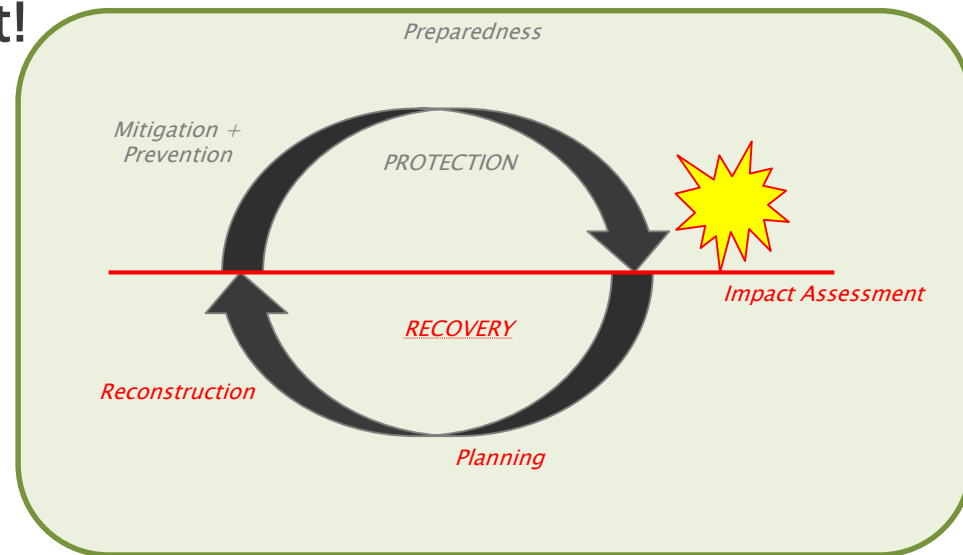 t!
Preparedness
Mitigation +
Prevention
PROTECTION
Impact Assessment
RECOVERY
Reconstruction
Planning